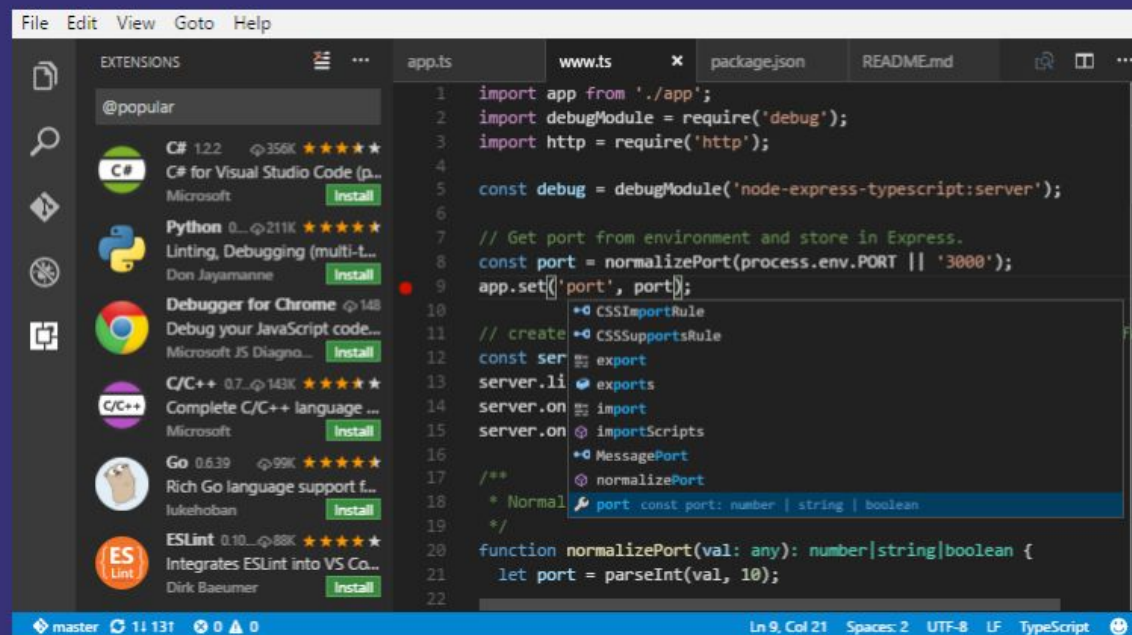 File Edit View Goto Help
EXTENSIONS
@popular
C# 1.2.2 356K
C# for Visual Studio Code (p...
Microsoft Install
Python 0... 211K
Linting, Debugging (multi-t...
Don Jayamanne Install
Debugger for Chrome 148
Debug your JavaScript code...
Microsoft JS Diagno... Install
C/C++ 0.7... 143K
C/C++
Complete C/C++ language ...
Microsoft Install
Go 0.6.39 99K
Rich Go language support f...
lukehoban Install
ESLint 0.10... 88K
ES
Lint
Integrates ESLint into VS Co...
Dirk Baeumer Install
app.ts www.ts package.json README.md
1 import app from './app';
2 import debugModule = require('debug');
3 import http = require('http');
4
5 const debug = debugModule('node-express-typescript:server');
6
7 // Get port from environment and store in Express.
8 const port = normalizePort(process.env.PORT || '3000');
9 app.set('port', port);
10
11 // create
12 const ser
13 server.li
14 server.on
15 server.on
16
17 /**
18 * Normal
19 */
20 function normalizePort(val: any): number|string|boolean {
21 let port = parseInt(val, 10);
22
CSSImportRule
CSSSupportsRule
export
exports
import
importScripts
MessagePort
normalizePort
port const port: number | string | boolean
master 1↓ 13↑ 0 0 Ln 9, Col 21 Spaces: 2 UTF-8 LF TypeScript